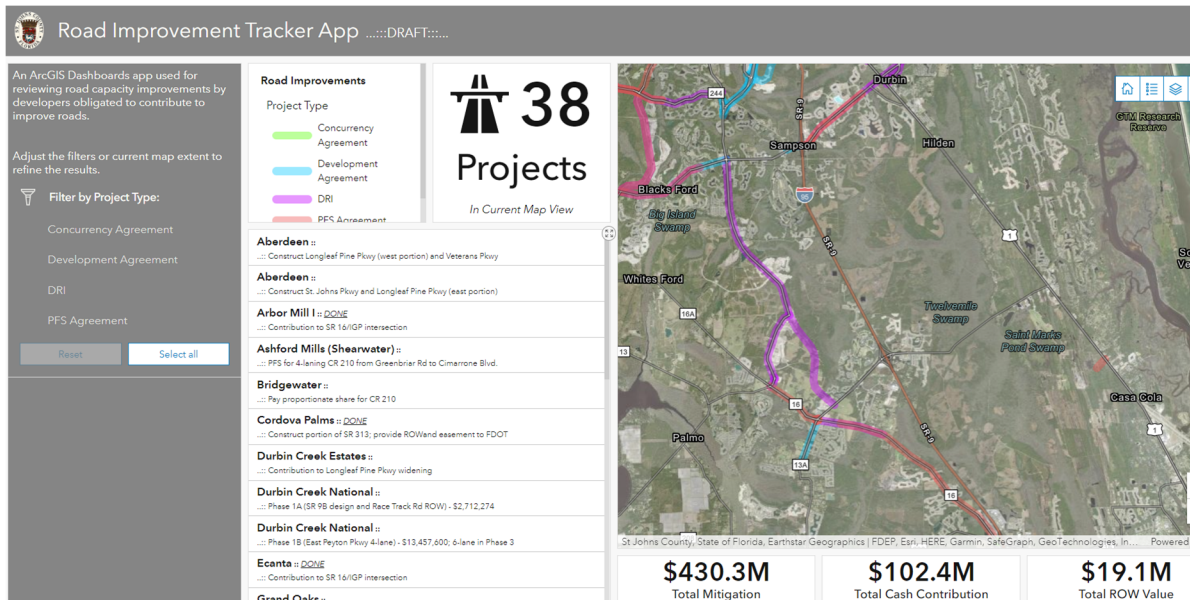 Road Improvement Tracker App ...:::DRAFT:::...
An ArcGIS Dashboards app used for
reviewing road capacity improvements by
developers obligated to contribute to
improve roads.
Adjust the filters or current map extent to
refine the results.
Filter by Project Type:
Concurrency Agreement
Development Agreement
DRI
PFS Agreement
Reset
Select all
Road Improvements
Project Type
Concurrency
Agreement
Development
Agreement
DRI
PFS Agreement
38
Projects
In Current Map View
Aberdeen ::
..:: Construct Longleaf Pine Pkwy (west portion) and Veterans Pkwy
Aberdeen ::
..:: Construct St. Johns Pkwy and Longleaf Pine Pkwy (east portion)
Arbor Mill I :: DONE
..:: Contribution to SR 16/IGP intersection
Ashford Mills (Shearwater) ::
..:: PFS for 4-laning CR 210 from Greenbriar Rd to Cimarrone Blvd.
Bridgewater ::
..:: Pay proportionate share for CR 210
Cordova Palms :: DONE
..:: Construct portion of SR 313; provide ROWand easement to FDOT
Durbin Creek Estates ::
..:: Contribution to Longleaf Pine Pkwy widening
Durbin Creek National ::
..:: Phase 1A (SR 9B design and Race Track Rd ROW) - $2,712,274
Durbin Creek National ::
..:: Phase 1B (East Peyton Pkwy 4-lane) - $13,457,600; 6-lane in Phase 3
Ecanta :: DONE
..:: Contribution to SR 16/IGP intersection
Grand Oaks ::
Durbin
244
SR-9
GTM Research
Reserve
Sampson
Hilden
Blacks Ford
95
Big Island
Swamp
1
SR-9
Whites Ford
Twelvemile
Swamp
16A
Saint Marks
Pond Swamp
13
Casa Cola
16
1
Palmo
SR-9
13A
16
St Johns County, State of Florida, Earthstar Geographics | FDEP, Esri, HERE, Garmin, SafeGraph, GeoTechnologies, In...
Powered
$430.3M
Total Mitigation
$102.4M
Total Cash Contribution
$19.1M
Total ROW Value